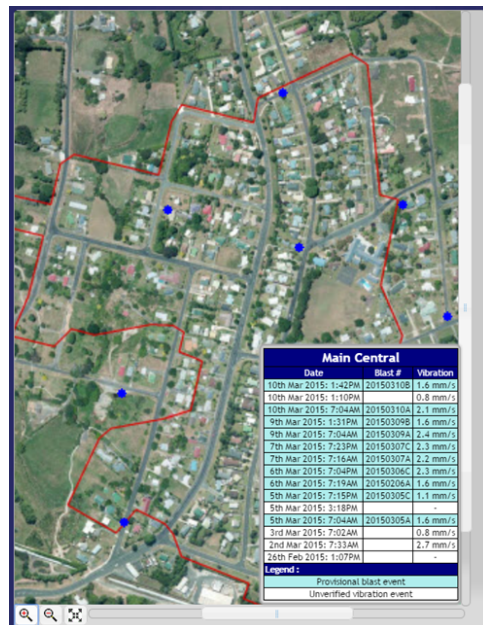 Main Central
Date Blast # Vibration
10th Mar 2015: 1:42PM 20150310B 1.6 mm/s
10th Mar 2015: 1:10PM 0.8 mm/s
10th Mar 2015: 7:04AM 20150310A 2.1 mm/s
9th Mar 2015: 1:31PM 20150309B 1.6 mm/s
9th Mar 2015: 7:04AM 20150309A 2.4 mm/s
7th Mar 2015: 7:23PM 20150307C 2.3 mm/s
7th Mar 2015: 7:16AM 20150307A 2.2 mm/s
6th Mar 2015: 7:04PM 20150306C 2.3 mm/s
6th Mar 2015: 7:19AM 20150206A 1.6 mm/s
5th Mar 2015: 7:15PM 20150305C 1.1 mm/s
5th Mar 2015: 3:18PM -
5th Mar 2015: 7:04AM 20150305A 1.6 mm/s
3rd Mar 2015: 7:02AM 0.8 mm/s
2nd Mar 2015: 7:33AM 2.7 mm/s
26th Feb 2015: 1:07PM -
Legend :
Provisional blast event
Unverified vibration event